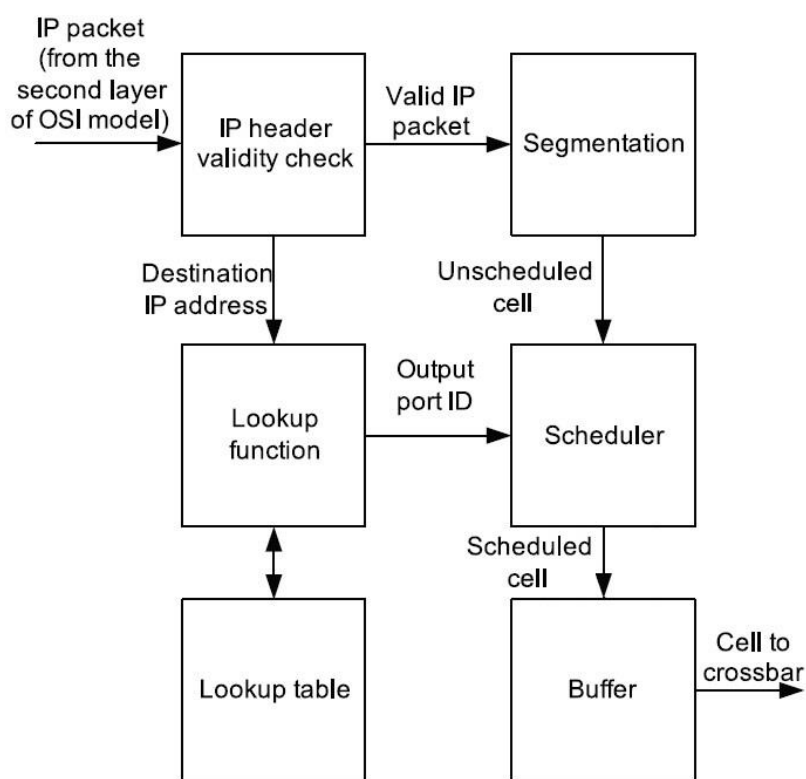 IP packet
(from the
second layer
of OSI model)
IP header
validity check
Valid IP
packet
Segmentation
Destination
IP address
Unscheduled
cell
Lookup
function
Output
port ID
Scheduler
Scheduled
cell
Lookup table
Buffer
Cell to
crossbar